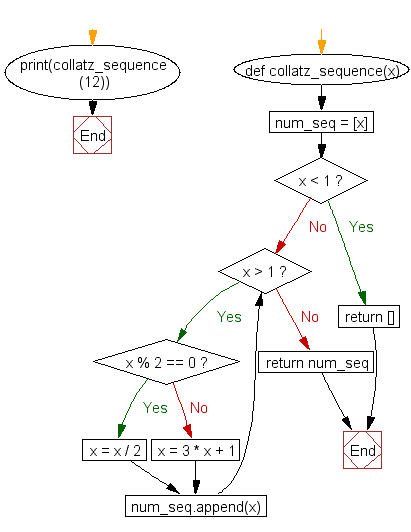 print(collatz_sequence
(12))
End
def collatz_sequence(x)
num_seq = [x]
x < 1 ?
No
Yes
x > 1 ?
Yes
No
return []
x % 2 == 0 ?
return num_seq
Yes
No
x = x / 2
x = 3 * x + 1
End
num_seq.append(x)